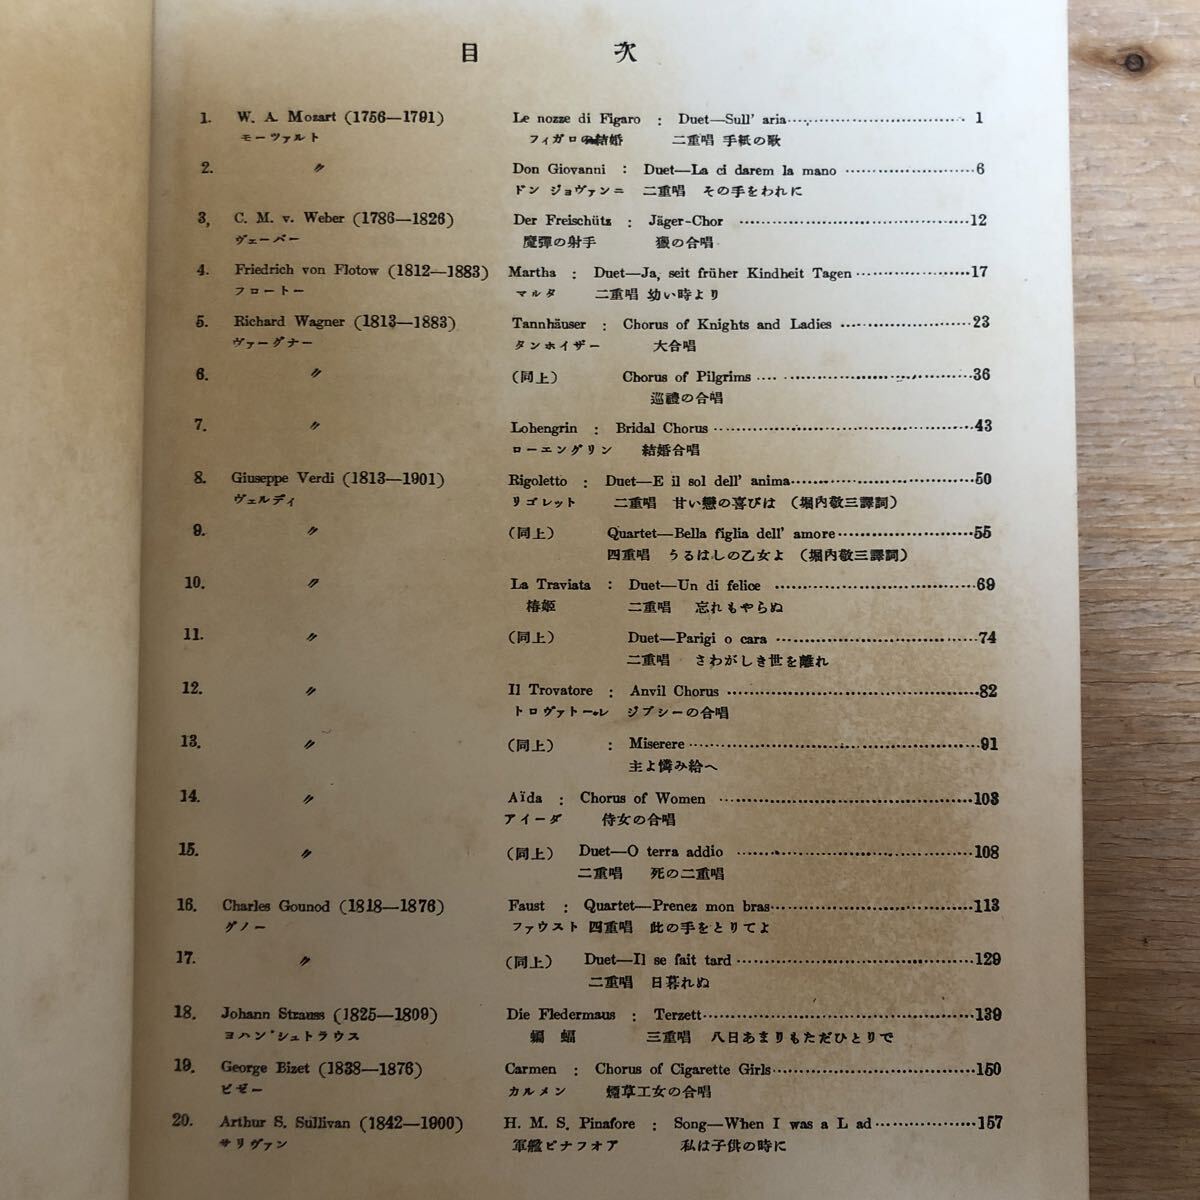 目 次
1. W. A. Mozart (1756—1791) Le nozze di Figaro : Duet—Sull' aria 1
モーツァルト フィガロの結婚 二重唱 手紙の歌
2. 〃 Don Giovanni : Duet—La ci darem la mano 6
ドン ジョヴァンニ 二重唱 その手をわれに
3, C. M. v. Weber (1786—1826) Der Freischütz : Jäger-Chor 12
ヴェーバー 魔彈の射手 猟の合唱
4. Friedrich von Flotow (1812—1883) Martha : Duet—Ja, seit früher Kindheit Tagen 17
フロートー マルタ 二重唱 幼い時より
5. Richard Wagner (1813—1883) Tannhäuser : Chorus of Knights and Ladies 23
ヴァーグナー タンホイザー 大合唱
6. 〃 (同上) Chorus of Pilgrims 36
巡禮の合唱
7. 〃 Lohengrin : Bridal Chorus 43
ローエングリン 結婚合唱
8. Giuseppe Verdi (1813—1901) Rigoletto : Duet—E il sol dell' anima 50
ヴェルディ リゴレット 二重唱 甘い戀の喜びは (堀内敬三譯詞)
9. 〃 (同上) Quartet—Bella figlia dell' amore 55
四重唱 うるはしの乙女よ (堀内敬三譯詞)
10. 〃 La Traviata : Duet—Un di felice 69
椿姫 二重唱 忘れもやらぬ
11. 〃 (同上) Duet—Parigi o cara 74
二重唱 さわがしき世を離れ
12. 〃 Il Trovatore : Anvil Chorus 82
トロヴァトーレ ジプシーの合唱
13. 〃 (同上) : Miserere 91
主よ憐み給へ
14. 〃 Aïda : Chorus of Women 103
アイーダ 侍女の合唱
15. 〃 (同上) Duet—O terra addio 108
二重唱 死の二重唱
16. Charles Gounod (1818—1876) Faust : Quartet—Prenez mon bras 113
グノー ファウスト 四重唱 此の手をとりてよ
17. 〃 (同上) Duet—Il se fait tard 129
二重唱 日暮れぬ
18. Johann Strauss (1825—1809) Die Fledermaus : Terzett 139
ヨハン・シュトラウス 蝙蝠 三重唱 八日あまりもただひとりで
19. George Bizet (1838—1876) Carmen : Chorus of Cigarette Girls 150
ビゼー カルメン 煙草工女の合唱
20. Arthur S. Sullivan (1842—1900) H. M. S. Pinafore : Song—When I was a L ad 157
サリヴァン 軍艦ピナフォア 私は子供の時に